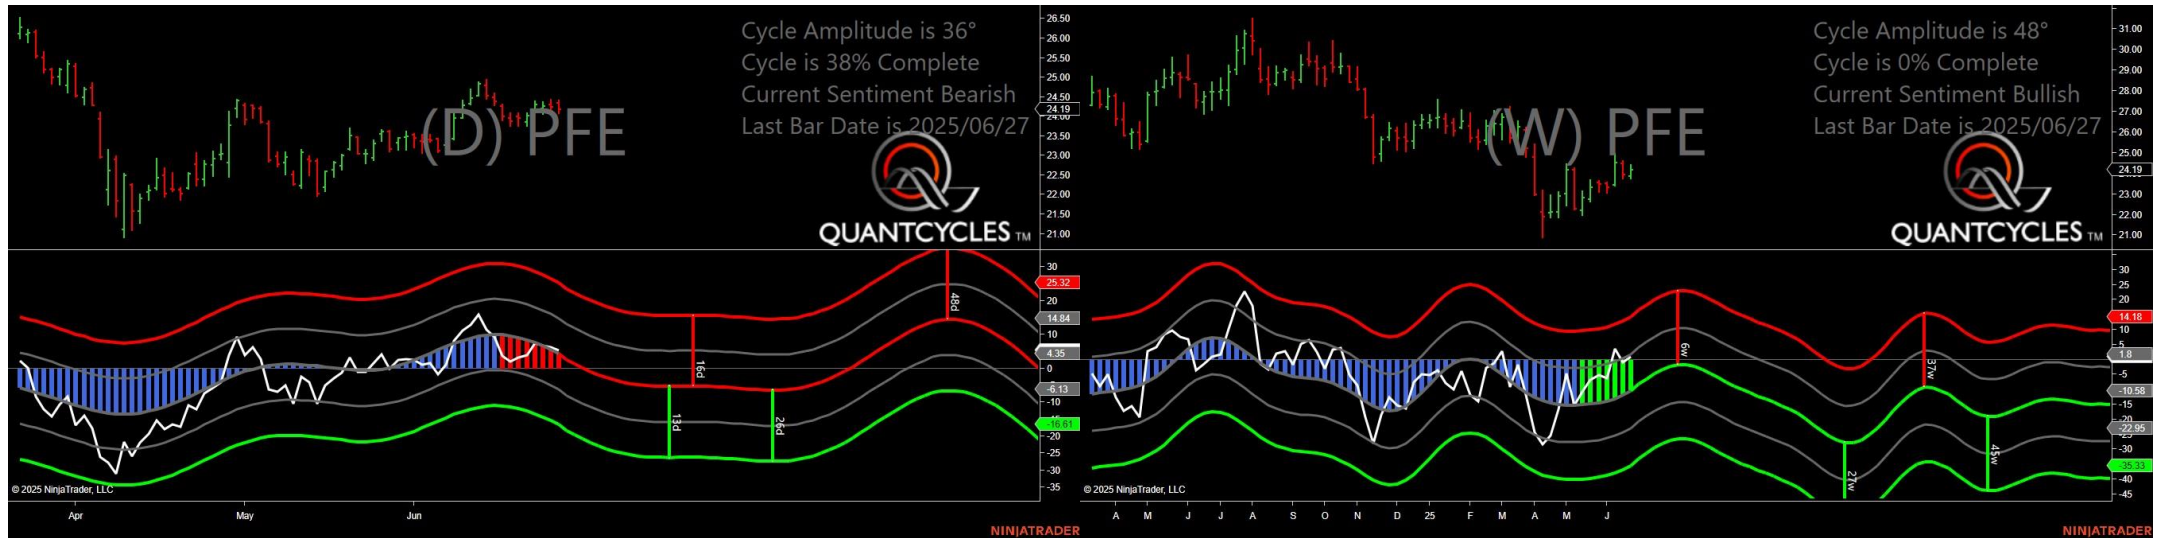 Cycle Amplitude is 36°
Cycle is 38% Complete
Current Sentiment Bearish
Last Bar Date is 2025/06/27
(D) PFE
QUANTCYCLES TM
26.50
26.00
25.50
25.00
24.50
24.19
24.00
23.50
23.00
22.50
22.00
21.50
21.00
30
25.32
20
14.84
10
4.35
0
-6.13
-10
-16.61
-20
-25
-30
-35
16d
13d
26d
48d
© 2025 NinjaTrader, LLC
Apr May Jun
NINJATRADER
Cycle Amplitude is 48°
Cycle is 0% Complete
Current Sentiment Bullish
Last Bar Date is 2025/06/27
(W) PFE
QUANTCYCLES TM
31.00
30.00
29.00
28.00
27.00
26.00
25.00
24.19
23.00
22.00
21.00
30
25
20
14.18
10
5
1.8
-5
-10.58
-15
-20
-22.95
-30
-35.33
-40
-45
6w
37w
27w
45w
© 2025 NinjaTrader, LLC
A M J J A S O N D 25 F M A M J
NINJATRADER